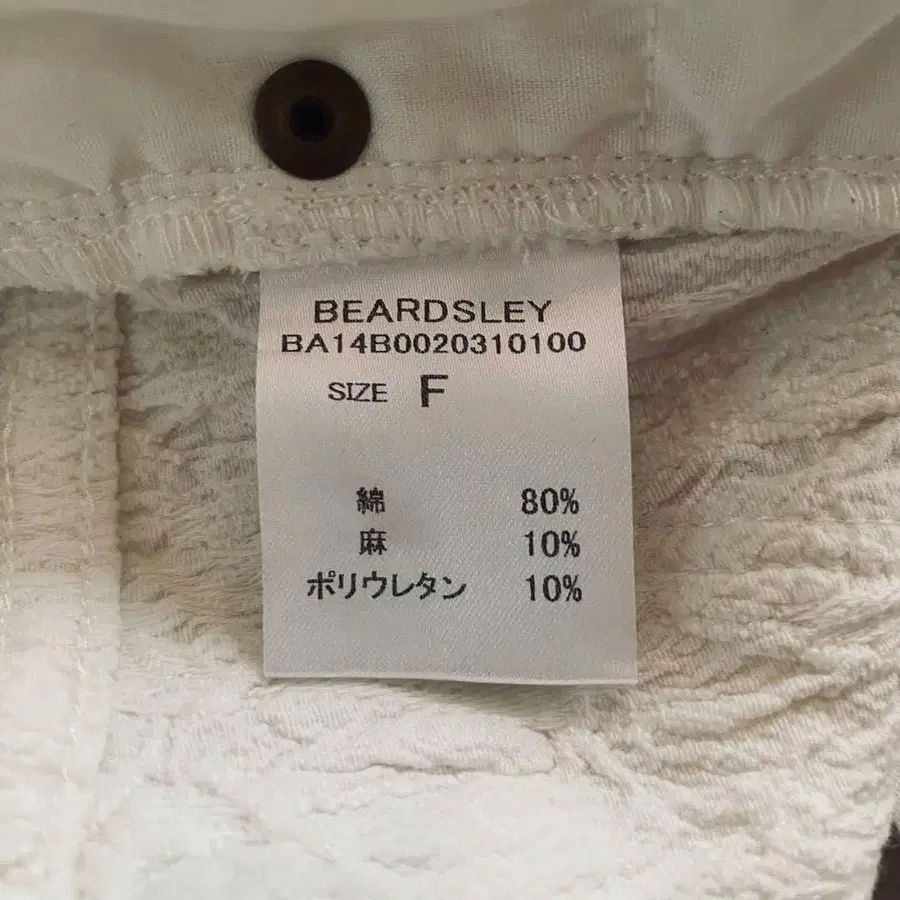 BEARDSLEY
BA14B0020310100
SIZE F
綿 80%
麻 10%
ポリウレタン 10%